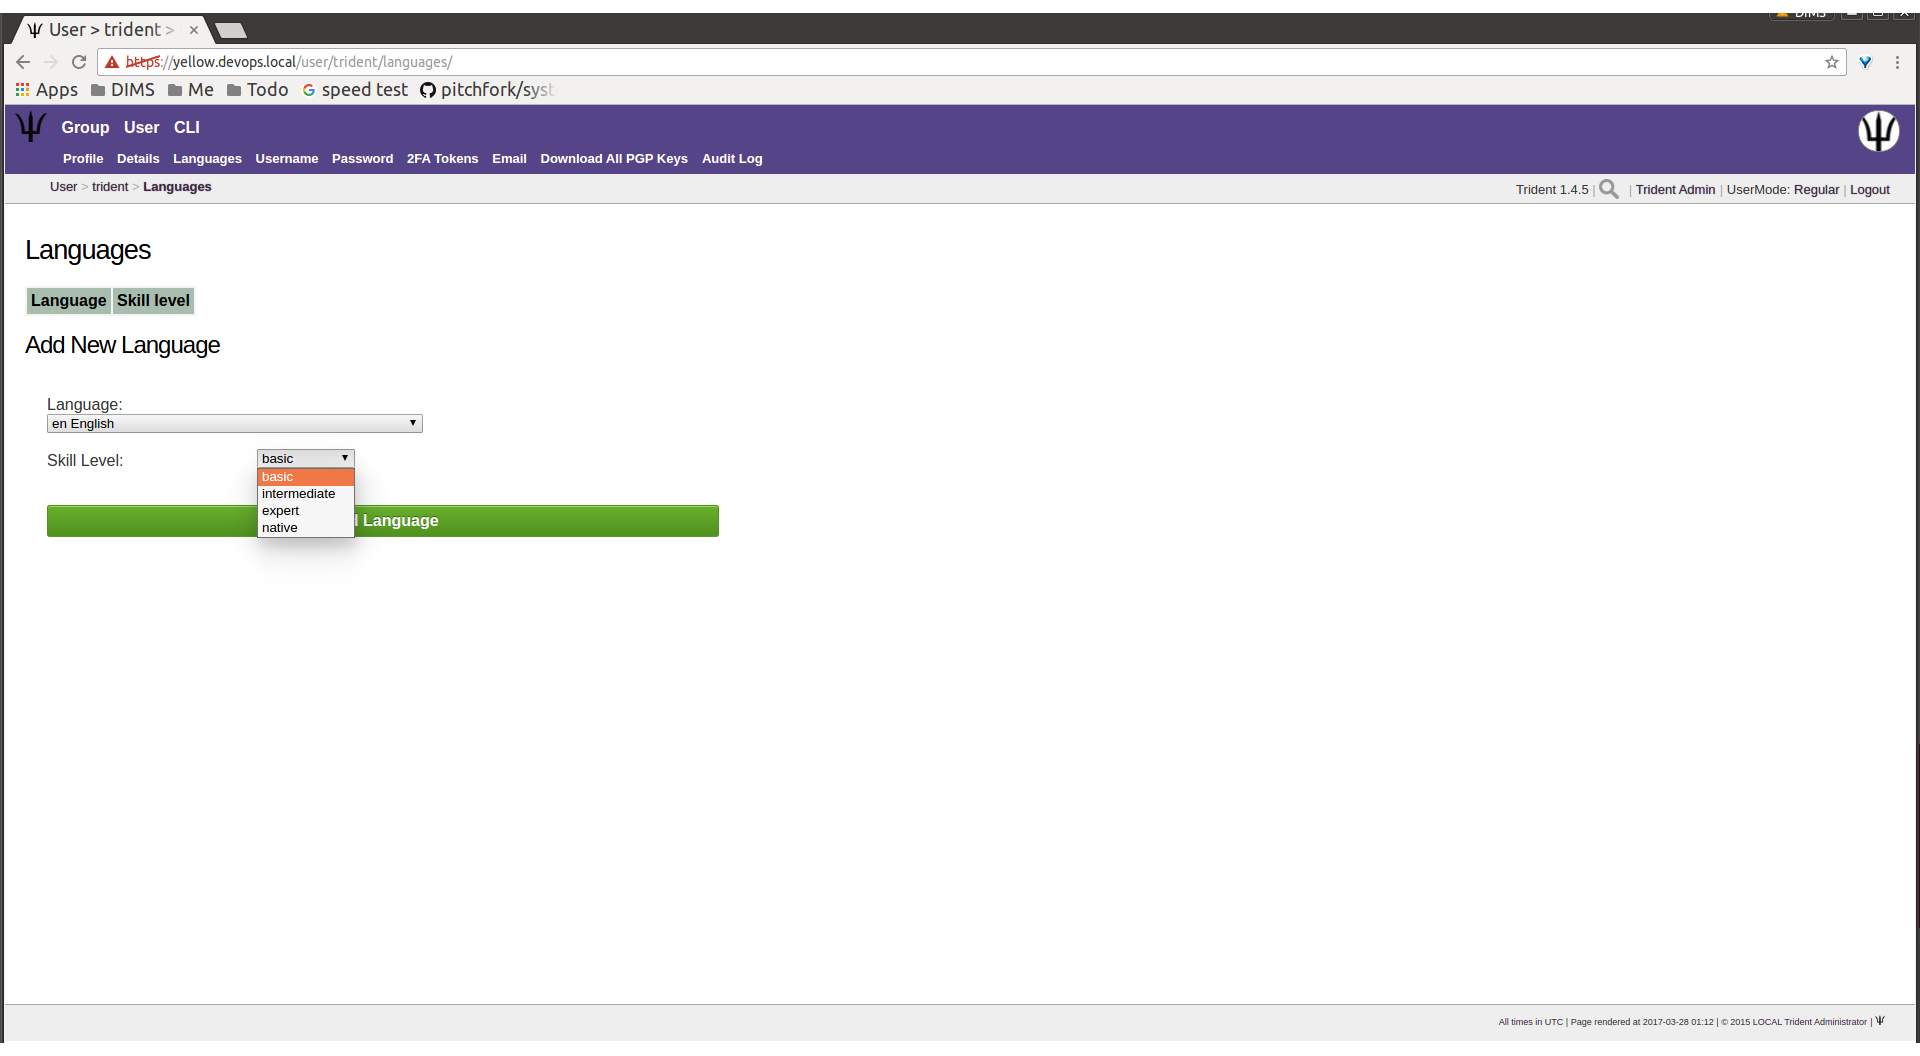 DIMS
User > trident >
https://yellow.devops.local/user/trident/languages/
Apps DIMS Me Todo speed test pitchfork/syst
Group User CLI
Profile Details Languages Username Password 2FA Tokens Email Download All PGP Keys Audit Log
User > trident > Languages
Trident 1.4.5 | | Trident Admin | UserMode: Regular | Logout
Languages
Language Skill level
Add New Language
Language:
en English
Skill Level: basic
basic
intermediate
expert
native
Language
All times in UTC | Page rendered at 2017-03-28 01:12 | © 2015 LOCAL Trident Administrator |